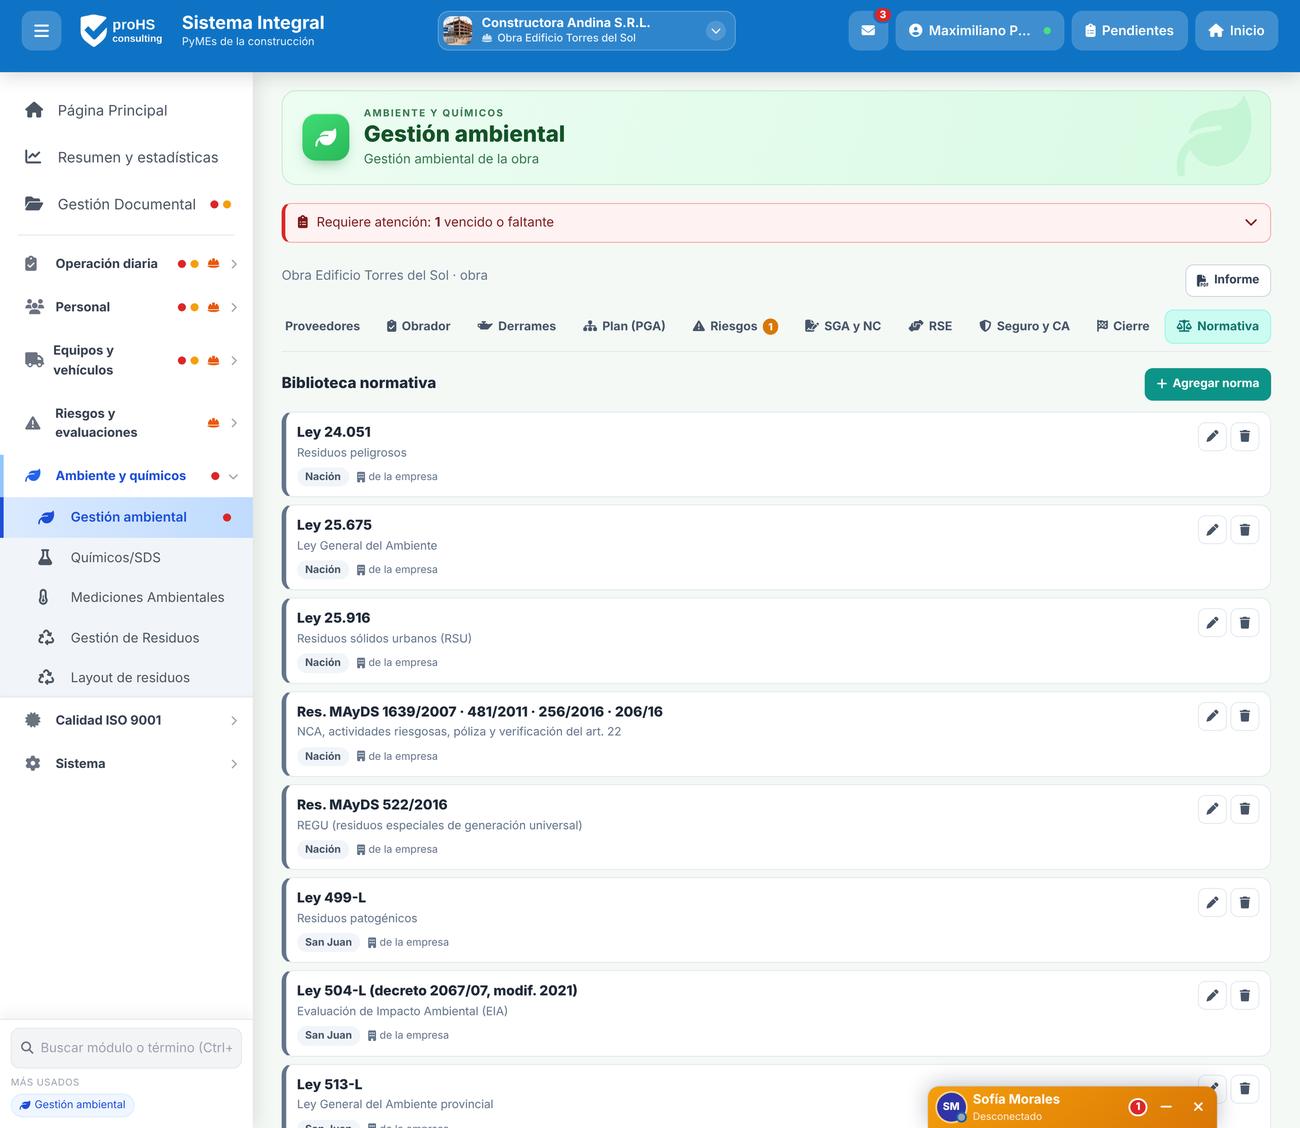 proHS
consulting
Sistema Integral
PyMEs de la construcción
Constructora Andina S.R.L.
Obra Edificio Torres del Sol
3
Maximiliano P...
Pendientes
Inicio
Página Principal
Resumen y estadísticas
Gestión Documental
Operación diaria
Personal
Equipos y
vehículos
Riesgos y
evaluaciones
Ambiente y químicos
Gestión ambiental
Químicos/SDS
Mediciones Ambientales
Gestión de Residuos
Layout de residuos
Calidad ISO 9001
Sistema
Buscar módulo o término (Ctrl+
MÁS USADOS
Gestión ambiental
AMBIENTE Y QUÍMICOS
Gestión ambiental
Gestión ambiental de la obra
Requiere atención: 1 vencido o faltante
Obra Edificio Torres del Sol · obra
Informe
Proveedores
Obrador
Derrames
Plan (PGA)
Riesgos 1
SGA y NC
RSE
Seguro y CA
Cierre
Normativa
Biblioteca normativa
+ Agregar norma
Ley 24.051
Residuos peligrosos
Nación de la empresa
Ley 25.675
Ley General del Ambiente
Nación de la empresa
Ley 25.916
Residuos sólidos urbanos (RSU)
Nación de la empresa
Res. MAyDS 1639/2007 · 481/2011 · 256/2016 · 206/16
NCA, actividades riesgosas, póliza y verificación del art. 22
Nación de la empresa
Res. MAyDS 522/2016
REGU (residuos especiales de generación universal)
Nación de la empresa
Ley 499-L
Residuos patogénicos
San Juan de la empresa
Ley 504-L (decreto 2067/07, modif. 2021)
Evaluación de Impacto Ambiental (EIA)
San Juan de la empresa
Ley 513-L
Ley General del Ambiente provincial
San Juan de la empresa
SM
Sofía Morales
Desconectado
1